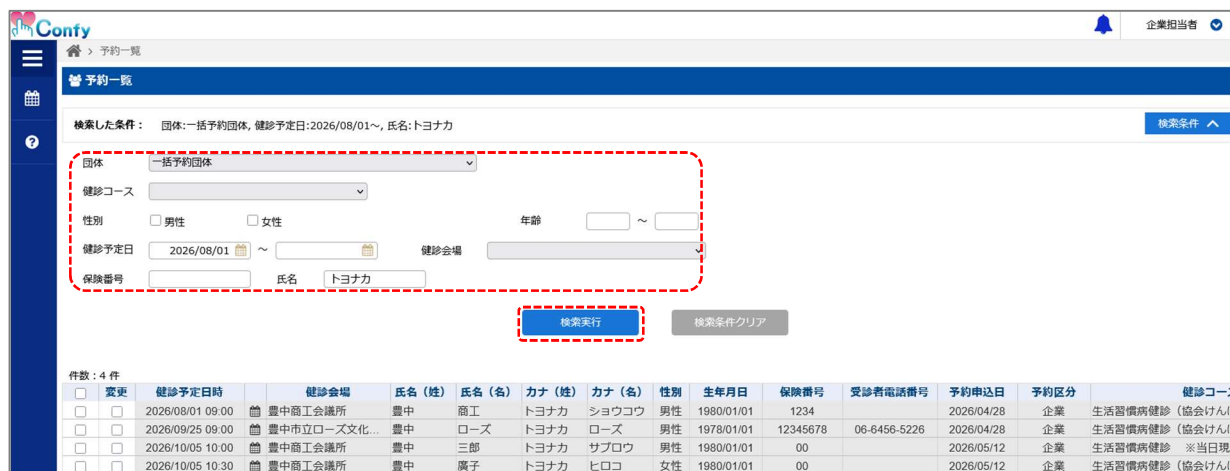 Confy
企業担当者
> 予約一覧
予約一覧
検索した条件： 団体:一括予約団体, 健診予定日:2026/08/01～, 氏名:トヨナカ
検索条件
団体 一括予約団体
健診コース
性別 男性 女性 年齢 ～
健診予定日 2026/08/01 ～ 健診会場
保険番号 氏名 トヨナカ
検索実行 検索条件クリア
件数：4 件
変更 健診予定日時 健診会場 氏名（姓） 氏名（名） カナ（姓） カナ（名） 性別 生年月日 保険番号 受診者電話番号 予約申込日 予約区分 健診コー
2026/08/01 09:00 豊中商工会議所 豊中 商工 トヨナカ ショウコウ 男性 1980/01/01 1234 2026/04/28 企業 生活習慣病健診（協会けん
2026/09/25 09:00 豊中市立ローズ文化... 豊中 ローズ トヨナカ ローズ 男性 1978/01/01 12345678 06-6456-5226 2026/04/28 企業 生活習慣病健診（協会けん
2026/10/05 10:00 豊中商工会議所 豊中 三郎 トヨナカ サブロウ 男性 1980/01/01 00 2026/05/12 企業 生活習慣病健診 ※当日現
2026/10/05 10:30 豊中商工会議所 豊中 廣子 トヨナカ ヒロコ 女性 1980/01/01 00 2026/05/12 企業 生活習慣病健診（協会けん